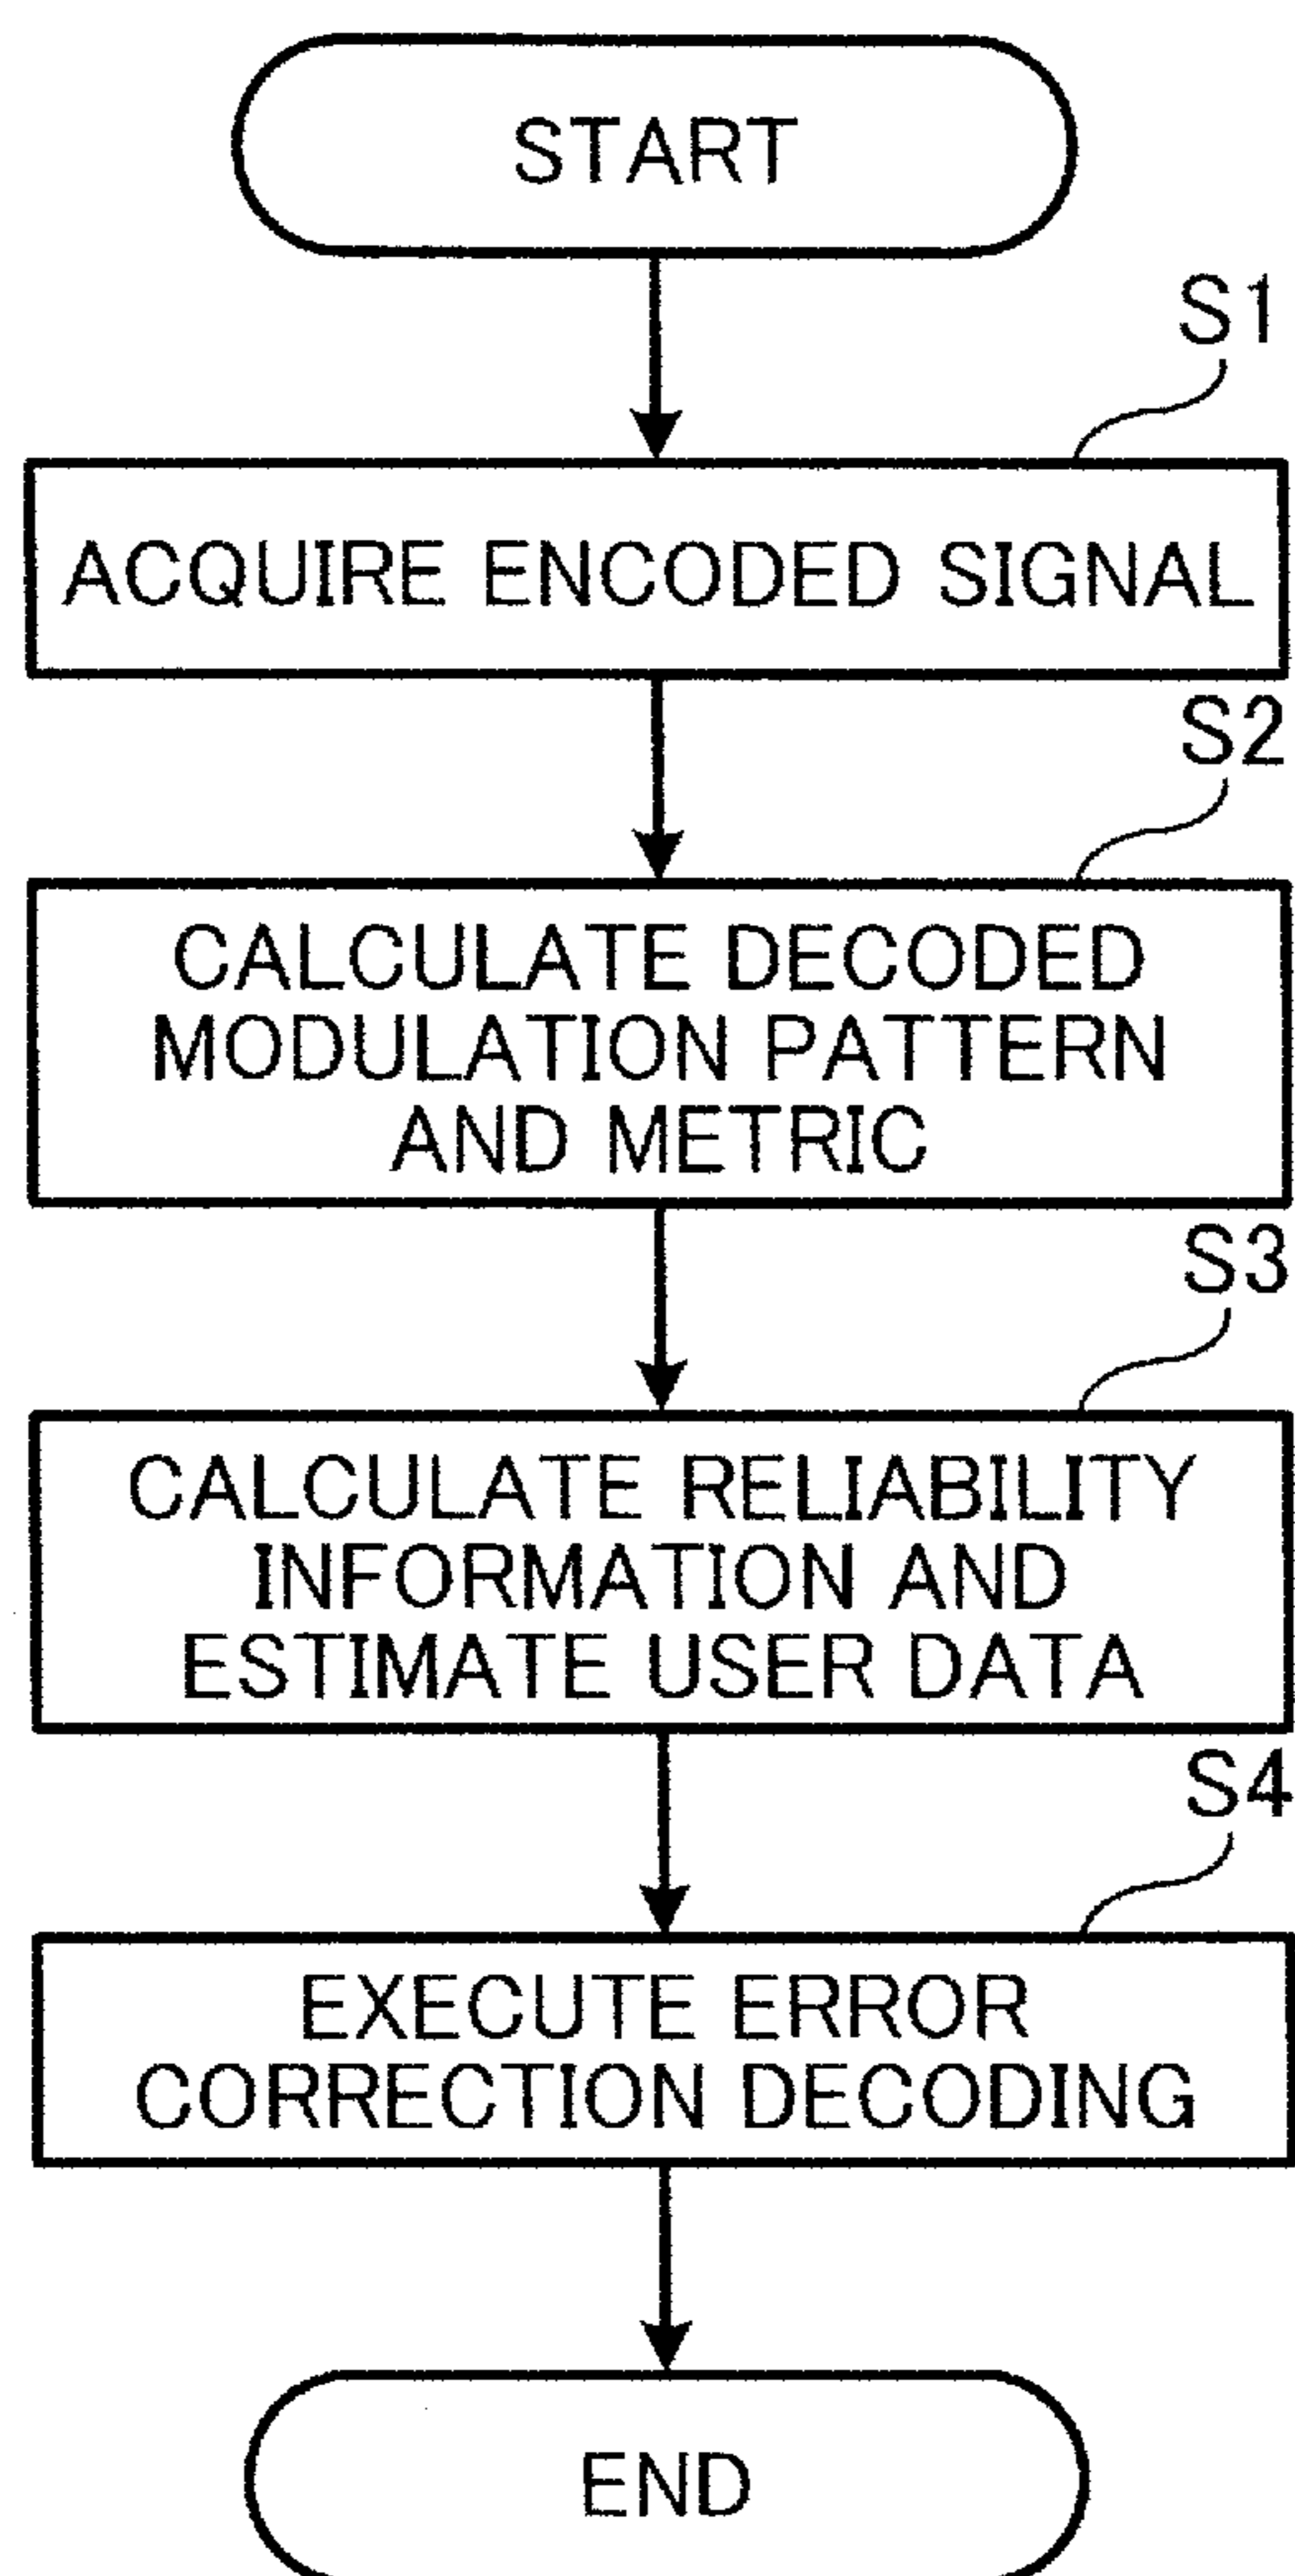 START
S1
ACQUIRE ENCODED SIGNAL
S2
CALCULATE DECODED
MODULATION PATTERN
AND METRIC
S3
CALCULATE RELIABILITY
INFORMATION AND
ESTIMATE USER DATA
S4
EXECUTE ERROR
CORRECTION DECODING
END